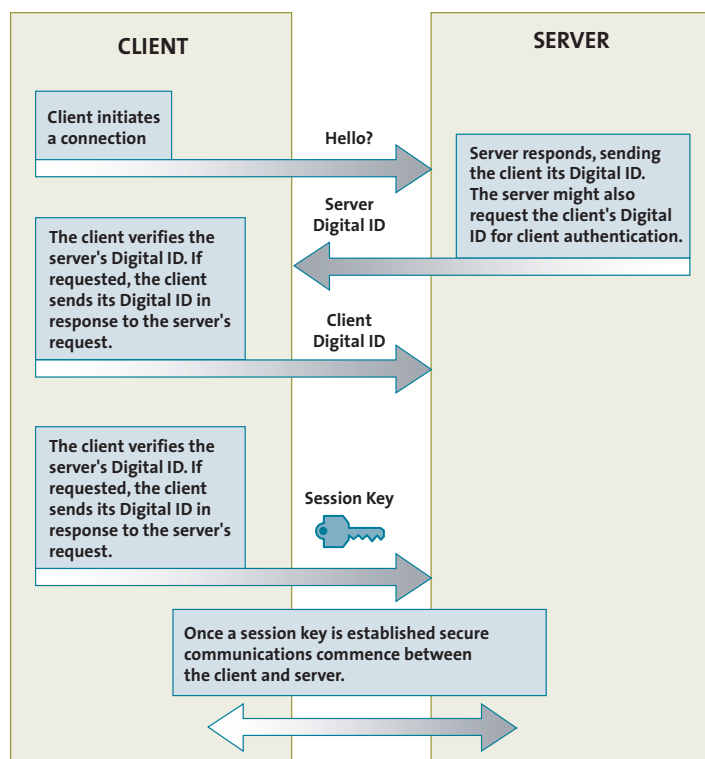 CLIENT
SERVER
Client initiates
a connection
Hello?
Server responds, sending
the client its Digital ID.
The server might also
request the client's Digital
ID for client authentication.
Server
Digital ID
The client verifies the
server's Digital ID. If
requested, the client
sends its Digital ID in
response to the server's
request.
Client
Digital ID
The client verifies the
server's Digital ID. If
requested, the client
sends its Digital ID in
response to the server's
request.
Session Key
Once a session key is established secure
communications commence between
the client and server.